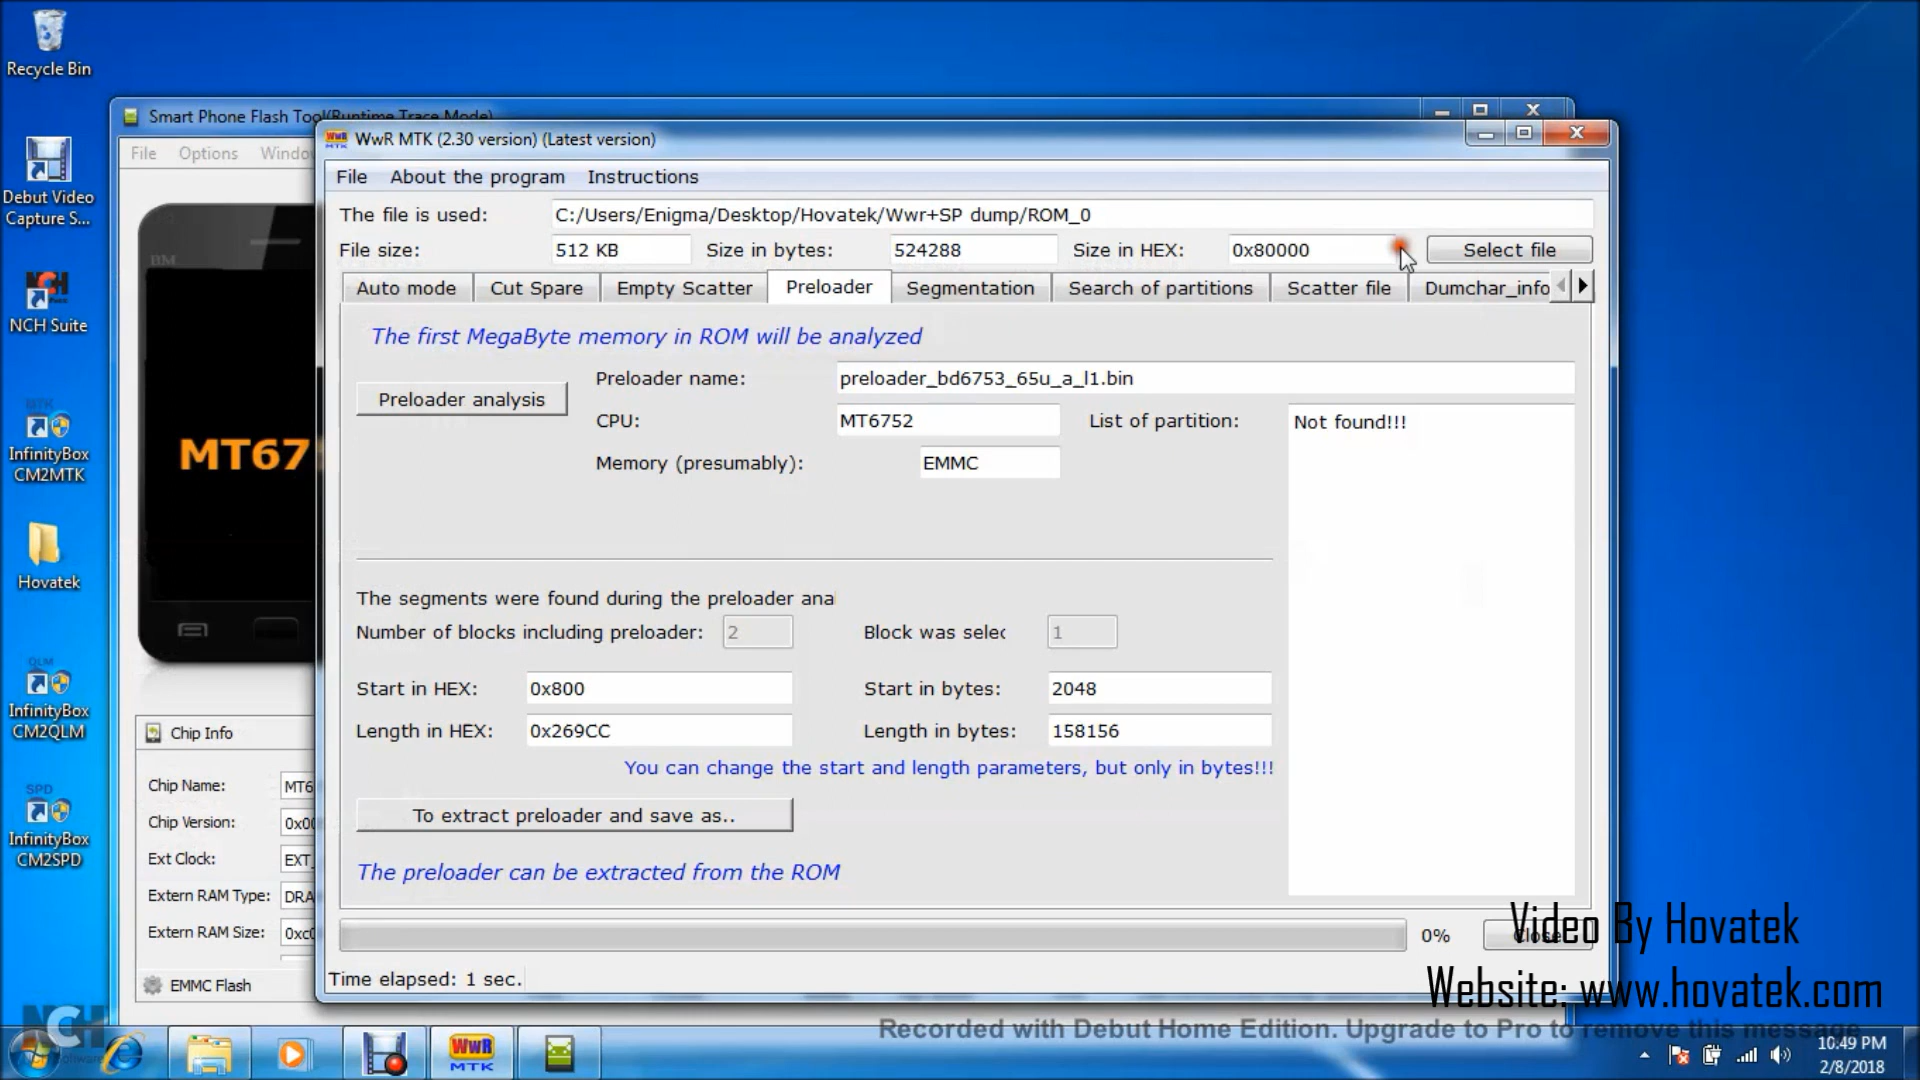 Recycle Bin
Debut Video
Capture S...
NCH Suite
InfinityBox
CM2MTK
Hovatek
InfinityBox
CM2QLM
InfinityBox
CM2SPD
Smart Phone Flash Tool(Runtime Trace Mode)
File Options Window
BM
MT67
Chip Info
Chip Name: MT6
Chip Version: 0x00
Ext Clock: EXT_
Extern RAM Type: DRA
Extern RAM Size: 0xc0
EMMC Flash
WwR MTK (2.30 version) (Latest version)
File About the program Instructions
The file is used: C:/Users/Enigma/Desktop/Hovatek/Wwr+SP dump/ROM_0
File size: 512 KB Size in bytes: 524288 Size in HEX: 0x80000 Select file
Auto mode Cut Spare Empty Scatter Preloader Segmentation Search of partitions Scatter file Dumchar_info
The first MegaByte memory in ROM will be analyzed
Preloader analysis
Preloader name: preloader_bd6753_65u_a_l1.bin
CPU: MT6752 List of partition: Not found!!!
Memory (presumably): EMMC
The segments were found during the preloader ana
Number of blocks including preloader: 2 Block was selec 1
Start in HEX: 0x800 Start in bytes: 2048
Length in HEX: 0x269CC Length in bytes: 158156
You can change the start and length parameters, but only in bytes!!!
To extract preloader and save as..
The preloader can be extracted from the ROM
0% Close
Time elapsed: 1 sec.
Video By Hovatek
Website: www.hovatek.com
Recorded with Debut Home Edition. Upgrade to Pro to remove this message
WwR
MTK
10:49 PM
2/8/2018